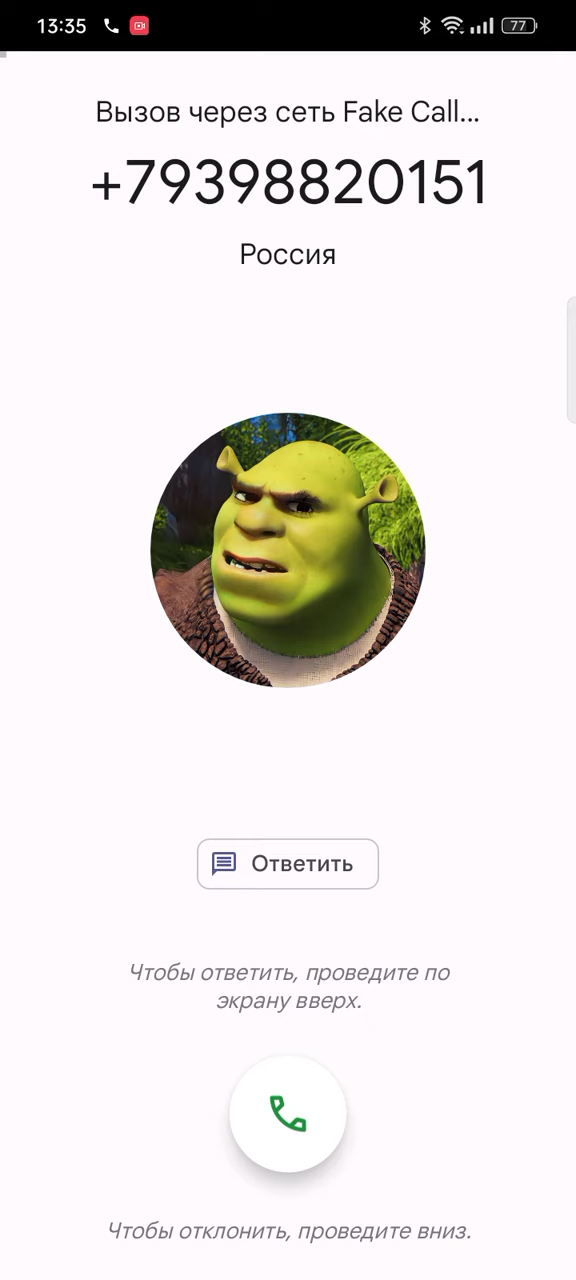 13:35
77
Вызов через сеть Fake Call...
+79398820151
Россия
Ответить
Чтобы ответить, проведите по
экрану вверх.
Чтобы отклонить, проведите вниз.